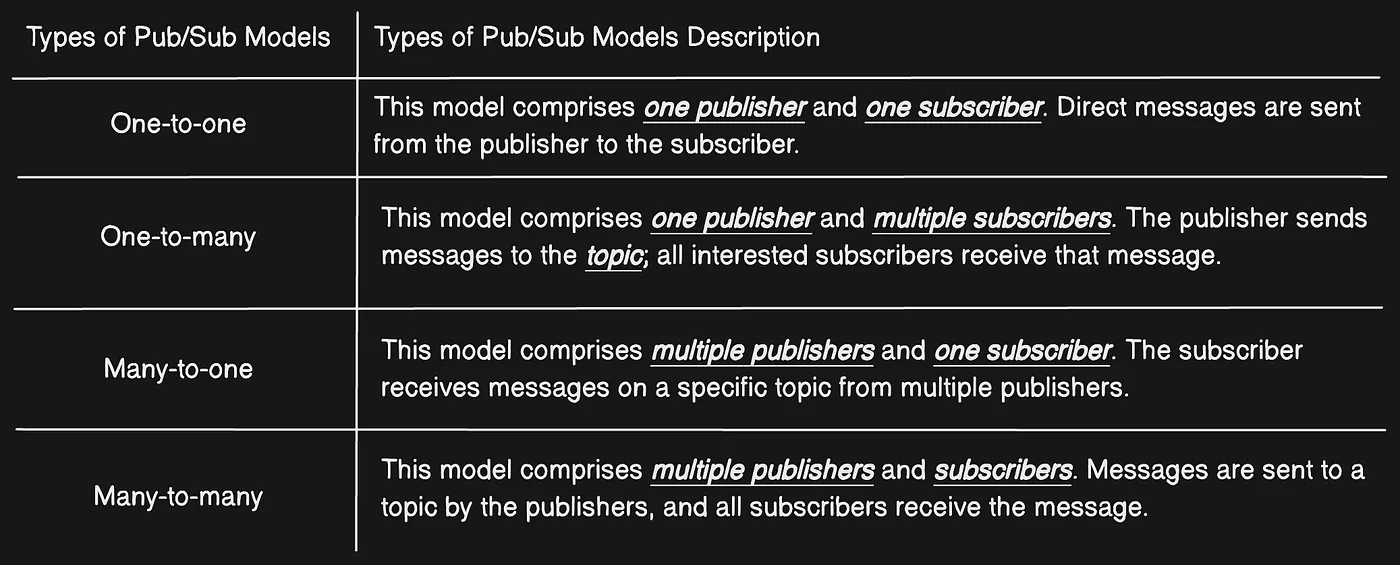 Types of Pub/Sub Models
Types of Pub/Sub Models Description
One-to-one
This model comprises one publisher and one subscriber. Direct messages are sent
from the publisher to the subscriber.
One-to-many
This model comprises one publisher and multiple subscribers. The publisher sends
messages to the topic; all interested subscribers receive that message.
Many-to-one
This model comprises multiple publishers and one subscriber. The subscriber
receives messages on a specific topic from multiple publishers.
Many-to-many
This model comprises multiple publishers and subscribers. Messages are sent to a
topic by the publishers, and all subscribers receive the message.